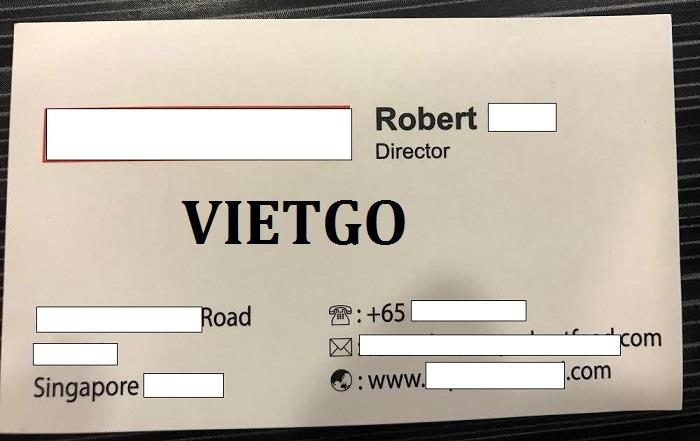 Robert
Director
VIETGO
Road
Singapore
: +65
.com
: www. .com